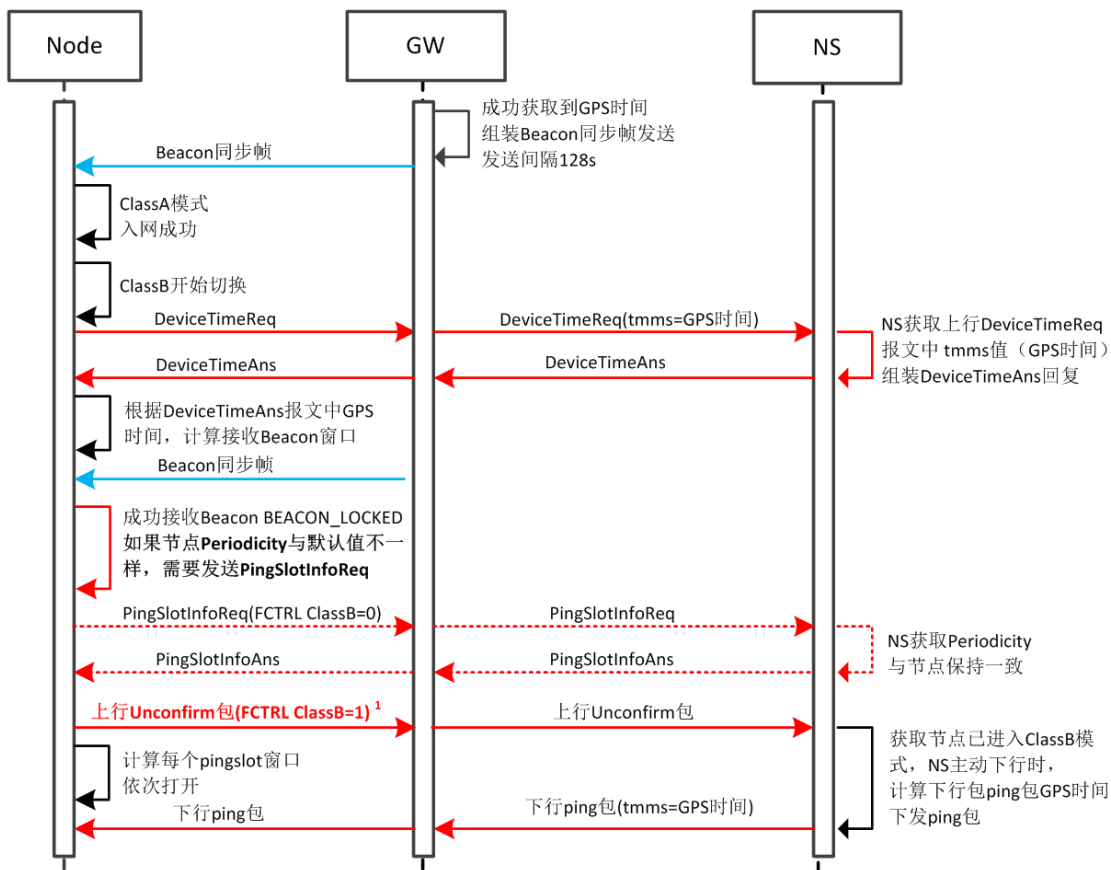 Node
GW
NS
成功获取到GPS时间
组装Beacon同步帧发送
发送间隔128s
Beacon同步帧
ClassA模式
入网成功
ClassB开始切换
DeviceTimeReq
DeviceTimeReq(tmms=GPS时间)
NS获取上行DeviceTimeReq
报文中 tmms值（GPS时间）
组装DeviceTimeAns回复
DeviceTimeAns
DeviceTimeAns
根据DeviceTimeAns报文中GPS
时间，计算接收Beacon窗口
Beacon同步帧
成功接收Beacon BEACON_LOCKED
如果节点Periodicity与默认值不一
样，需要发送PingSlotInfoReq
PingSlotInfoReq(FCTRL ClassB=0)
PingSlotInfoReq
NS获取Periodicity
与节点保持一致
PingSlotInfoAns
PingSlotInfoAns
上行Unconfirm包(FCTRL ClassB=1) 1
上行Unconfirm包
获取节点已进入ClassB模
式，NS主动下行时，
计算下行包ping包GPS时间
下发ping包
计算每个pingslot窗口
依次打开
下行ping包
下行ping包(tmms=GPS时间)